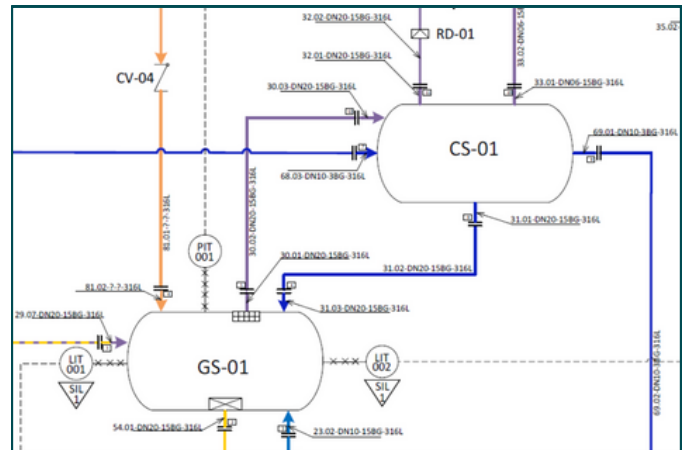 32.02-DN20-15BG-316L
RD-01
33.02-DN06-15BG-316L
35.02-
CV-04
32.01-DN20-15BG-316L
30.03-DN20-15BG-316L
33.01-DN06-15BG-316L
69.01-DN10-3BG-316L
CS-01
68.03-DN10-3BG-316L
81.01-?-?-316L
30.02-DN20-15BG-316L
31.01-DN20-15BG-316L
PIT
001
30.01-DN20-15BG-316L
31.02-DN20-15BG-316L
81.02-?-?-316L
31.03-DN20-15BG-316L
29.07-DN20-15BG-316L
LIT
001
GS-01
LIT
002
69.02-DN10-3BG-316L
SIL
1
SIL
1
54.01-DN20-15BG-316L
23.02-DN10-15BG-316L